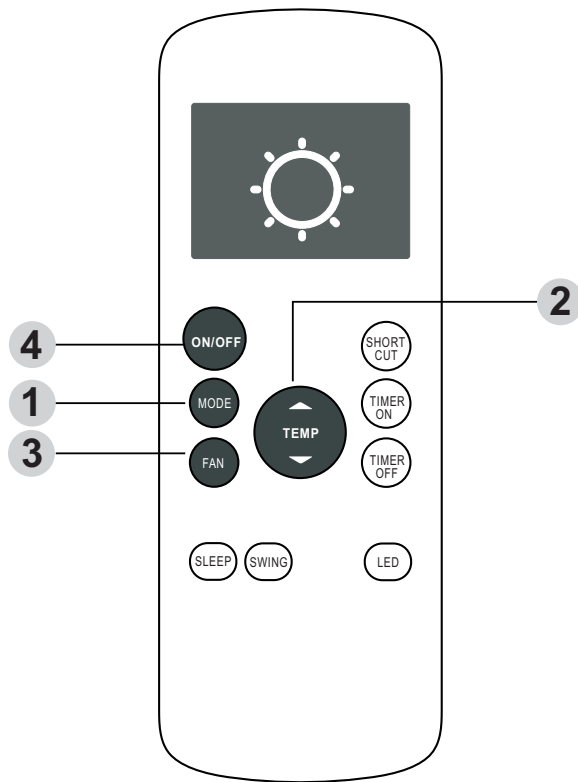 2
4
ON/OFF
SHORT
CUT
1
MODE
TEMP
TIMER
ON
3
FAN
TIMER
OFF
SLEEP
SWING
LED